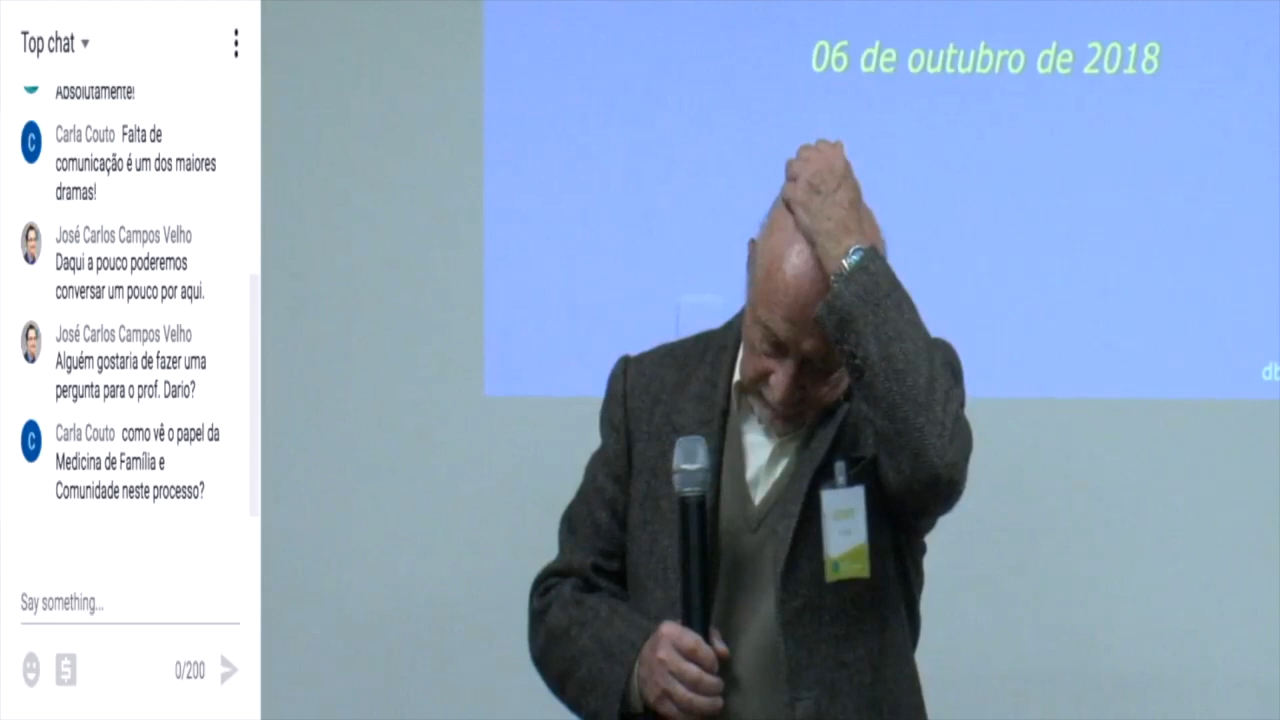 Top chat
Absolutamente!
Carla Couto Falta de
comunicação é um dos maiores
dramas!
José Carlos Campos Velho
Daqui a pouco poderemos
conversar um pouco por aqui.
José Carlos Campos Velho
Alguém gostaria de fazer uma
pergunta para o prof. Dario?
Carla Couto como vê o papel da
Medicina de Família e
Comunidade neste processo?
Say something...
0/200
06 de outubro de 2018